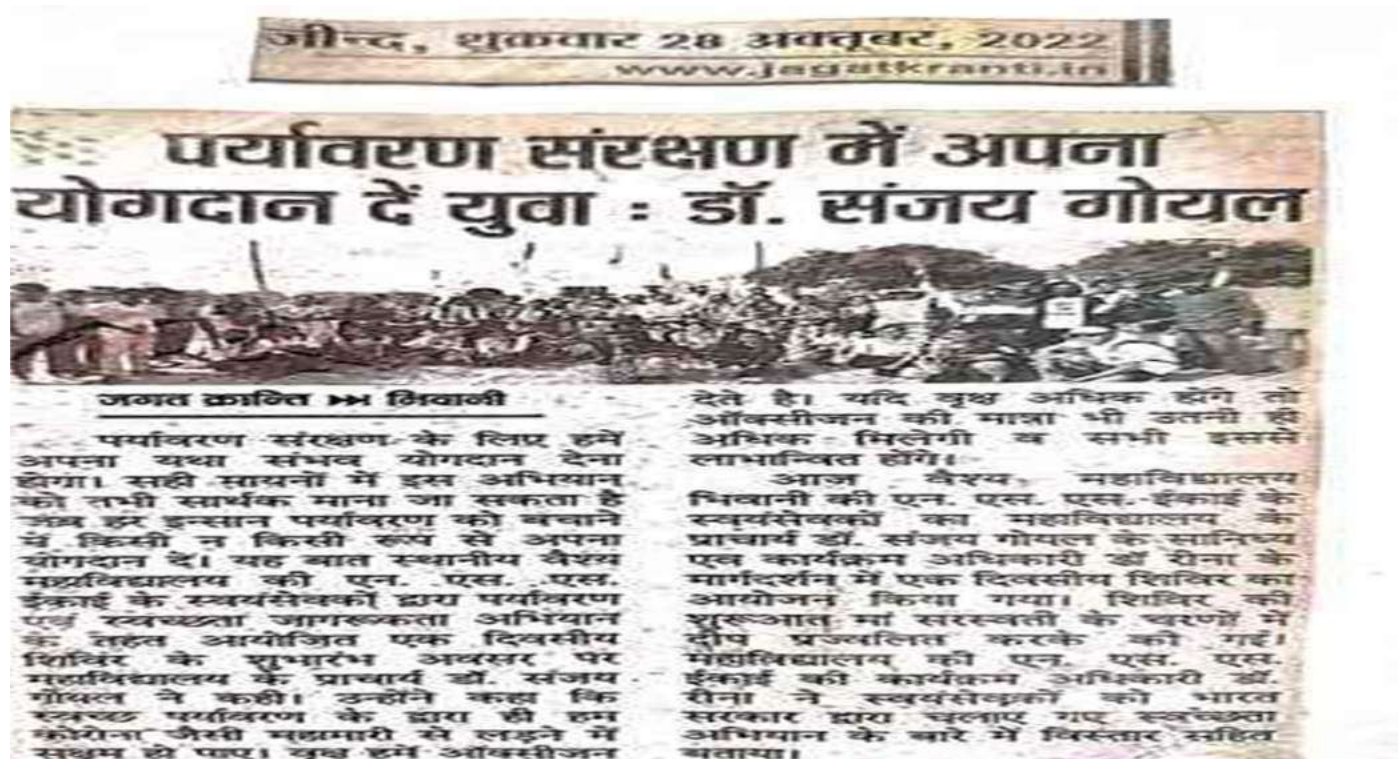 जीन्द, शुक्रवार 28 अक्तूबर, 2022
www.jagatkranti.in
पर्यावरण संरक्षण में अपना
योगदान दें युवा : डॉ. संजय गोयल
जगत क्रान्ति ▶▶ भिवानी
पर्यावरण संरक्षण के लिए हमें
अपना यथा संभव योगदान देना
होगा। सही मायनों में इस अभियान
को तभी सार्थक माना जा सकता है
जब हर इन्सान पर्यावरण को बचाने
में किसी न किसी रूप से अपना
योगदान दें। यह बात स्थानीय वैश्य
महाविद्यालय की एन. एस. एस.
ईकाई के स्वयंसेवकों द्वारा पर्यावरण
एवं स्वच्छता जागरूकता अभियान
के तहत आयोजित एक दिवसीय
शिविर के शुभारंभ अवसर पर
महाविद्यालय के प्राचार्य डॉ. संजय
गोयल ने कही। उन्होंने कहा कि
स्वच्छ पर्यावरण के द्वारा ही हम
कोरोना जैसी महामारी से लड़ने में
सक्षम हो पाए। वृक्ष हमें ऑक्सीजन
देते है। यदि वृक्ष अधिक होंगे तो
ऑक्सीजन की मात्रा भी उतनी ही
अधिक मिलेगी व सभी इससे
लाभान्वित होंगे।
आज वैश्य महाविद्यालय
भिवानी की एन. एस. एस. ईकाई के
स्वयंसेवकों का महाविद्यालय के
प्राचार्य डॉ. संजय गोयल के सानिध्य
एवं कार्यक्रम अधिकारी डॉ रीना के
मार्गदर्शन में एक दिवसीय शिविर का
आयोजन किया गया। शिविर की
शुरूआत मां सरस्वती के चरणों में
दीप प्रज्वलित करके की गई।
महाविद्यालय की एन. एस. एस.
ईकाई की कार्यक्रम अधिकारी डॉ.
रीना ने स्वयंसेवकों को भारत
सरकार द्वारा चलाए गए स्वच्छता
अभियान के बारे में विस्तार सहित
बताया।